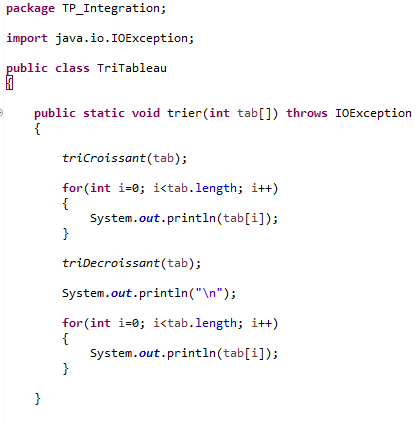 package TP_Integration;
import java.io.IOException;
public class TriTableau
{
public static void trier(int tab[]) throws IOException
{
triCroissant(tab);
for(int i=0; i<tab.length; i++)
{
System.out.println(tab[i]);
}
triDecroissant(tab);
System.out.println("\n");
for(int i=0; i<tab.length; i++)
{
System.out.println(tab[i]);
}
}